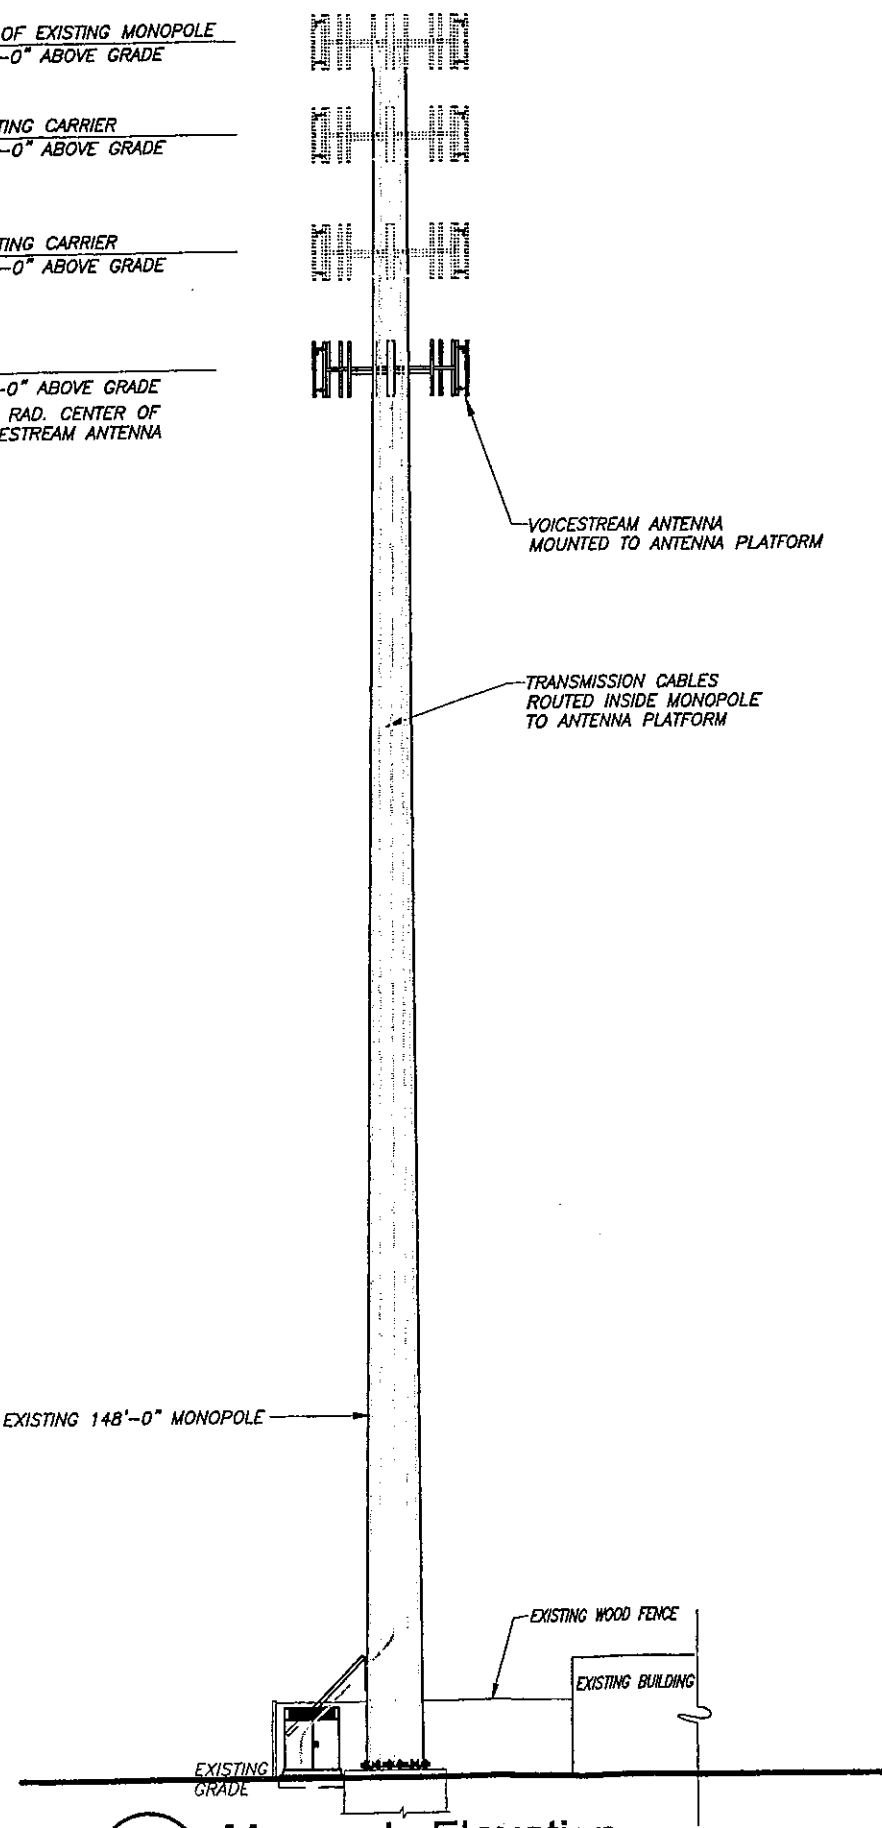 OF EXISTING MONOPOLE
-0" ABOVE GRADE
TING CARRIER
-0" ABOVE GRADE
TING CARRIER
-0" ABOVE GRADE
-0" ABOVE GRADE
RAD. CENTER OF
ESTREAM ANTENNA
VOICESTREAM ANTENNA
MOUNTED TO ANTENNA PLATFORM
TRANSMISSION CABLES
ROUTED INSIDE MONOPOLE
TO ANTENNA PLATFORM
EXISTING 148'-0" MONOPOLE
EXISTING WOOD FENCE
EXISTING BUILDING
EXISTING
GRADE
Monopole Elevation